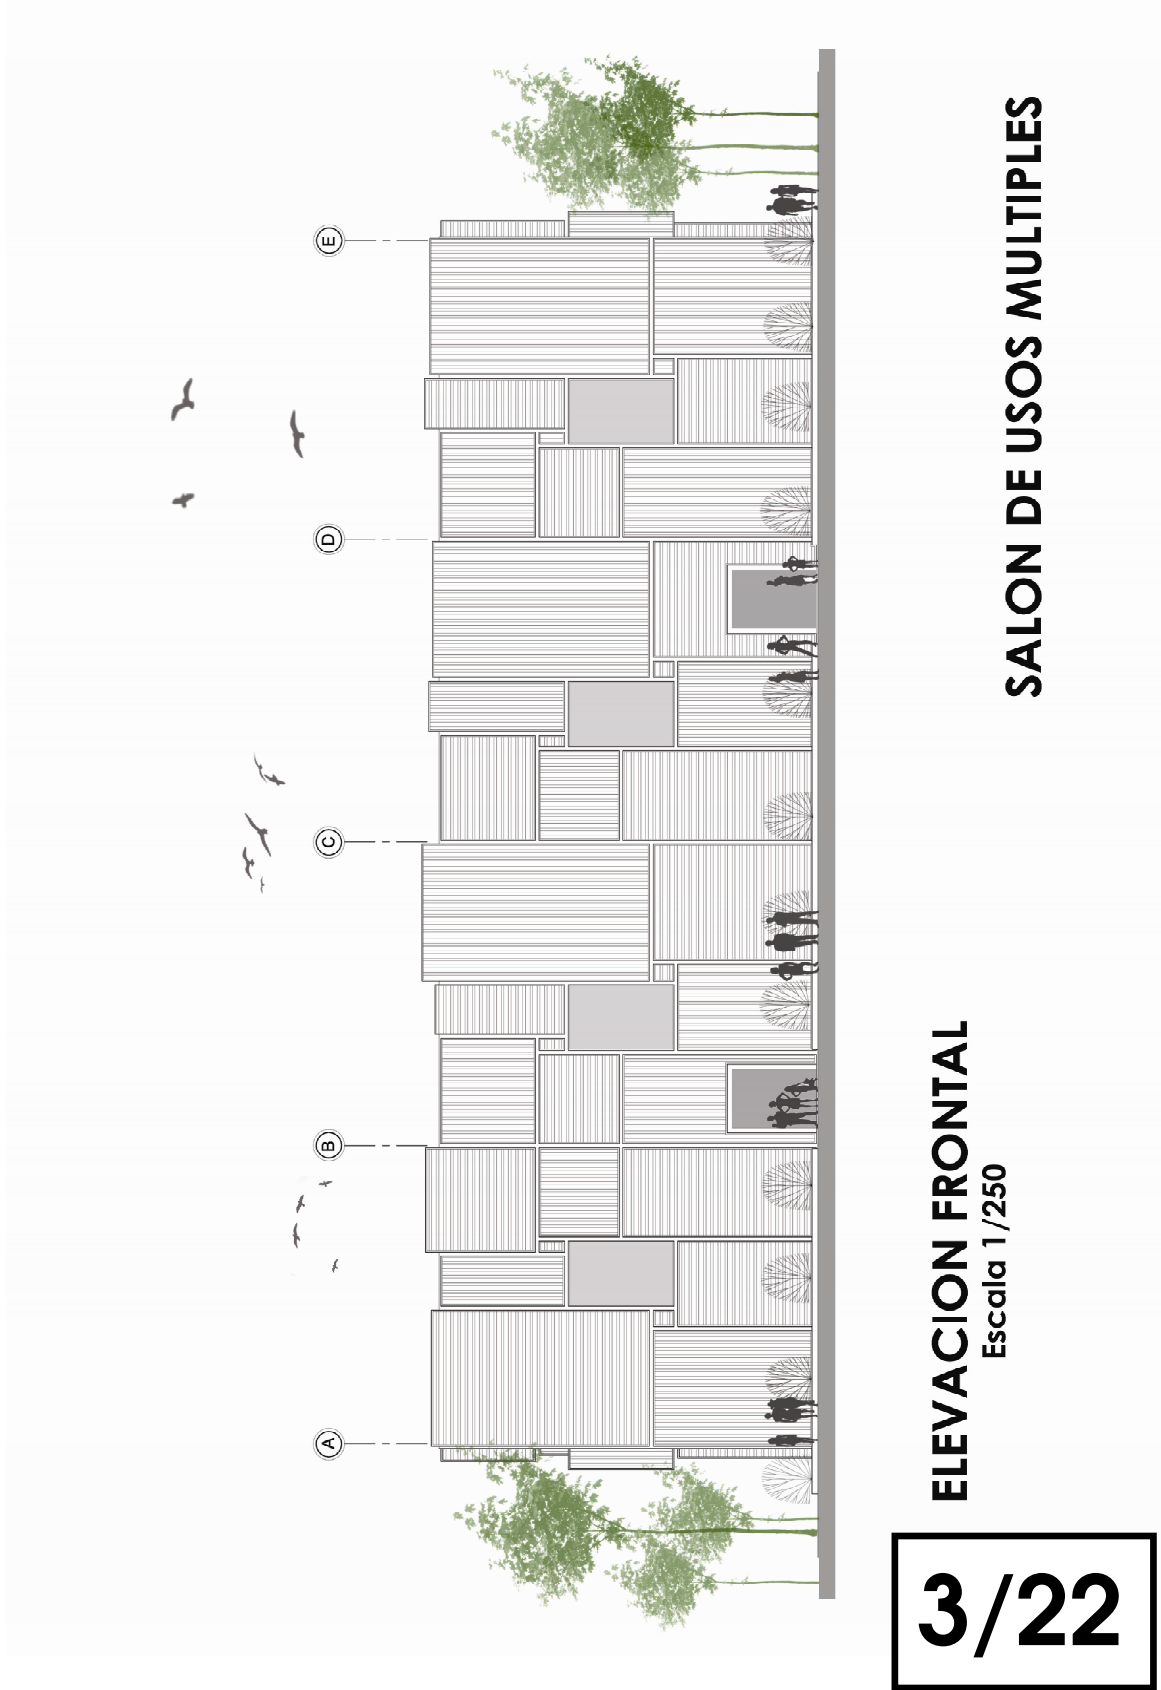 A
B
C
D
E
ELEVACION FRONTAL
Escala 1/250
SALON DE USOS MULTIPLES
3/22